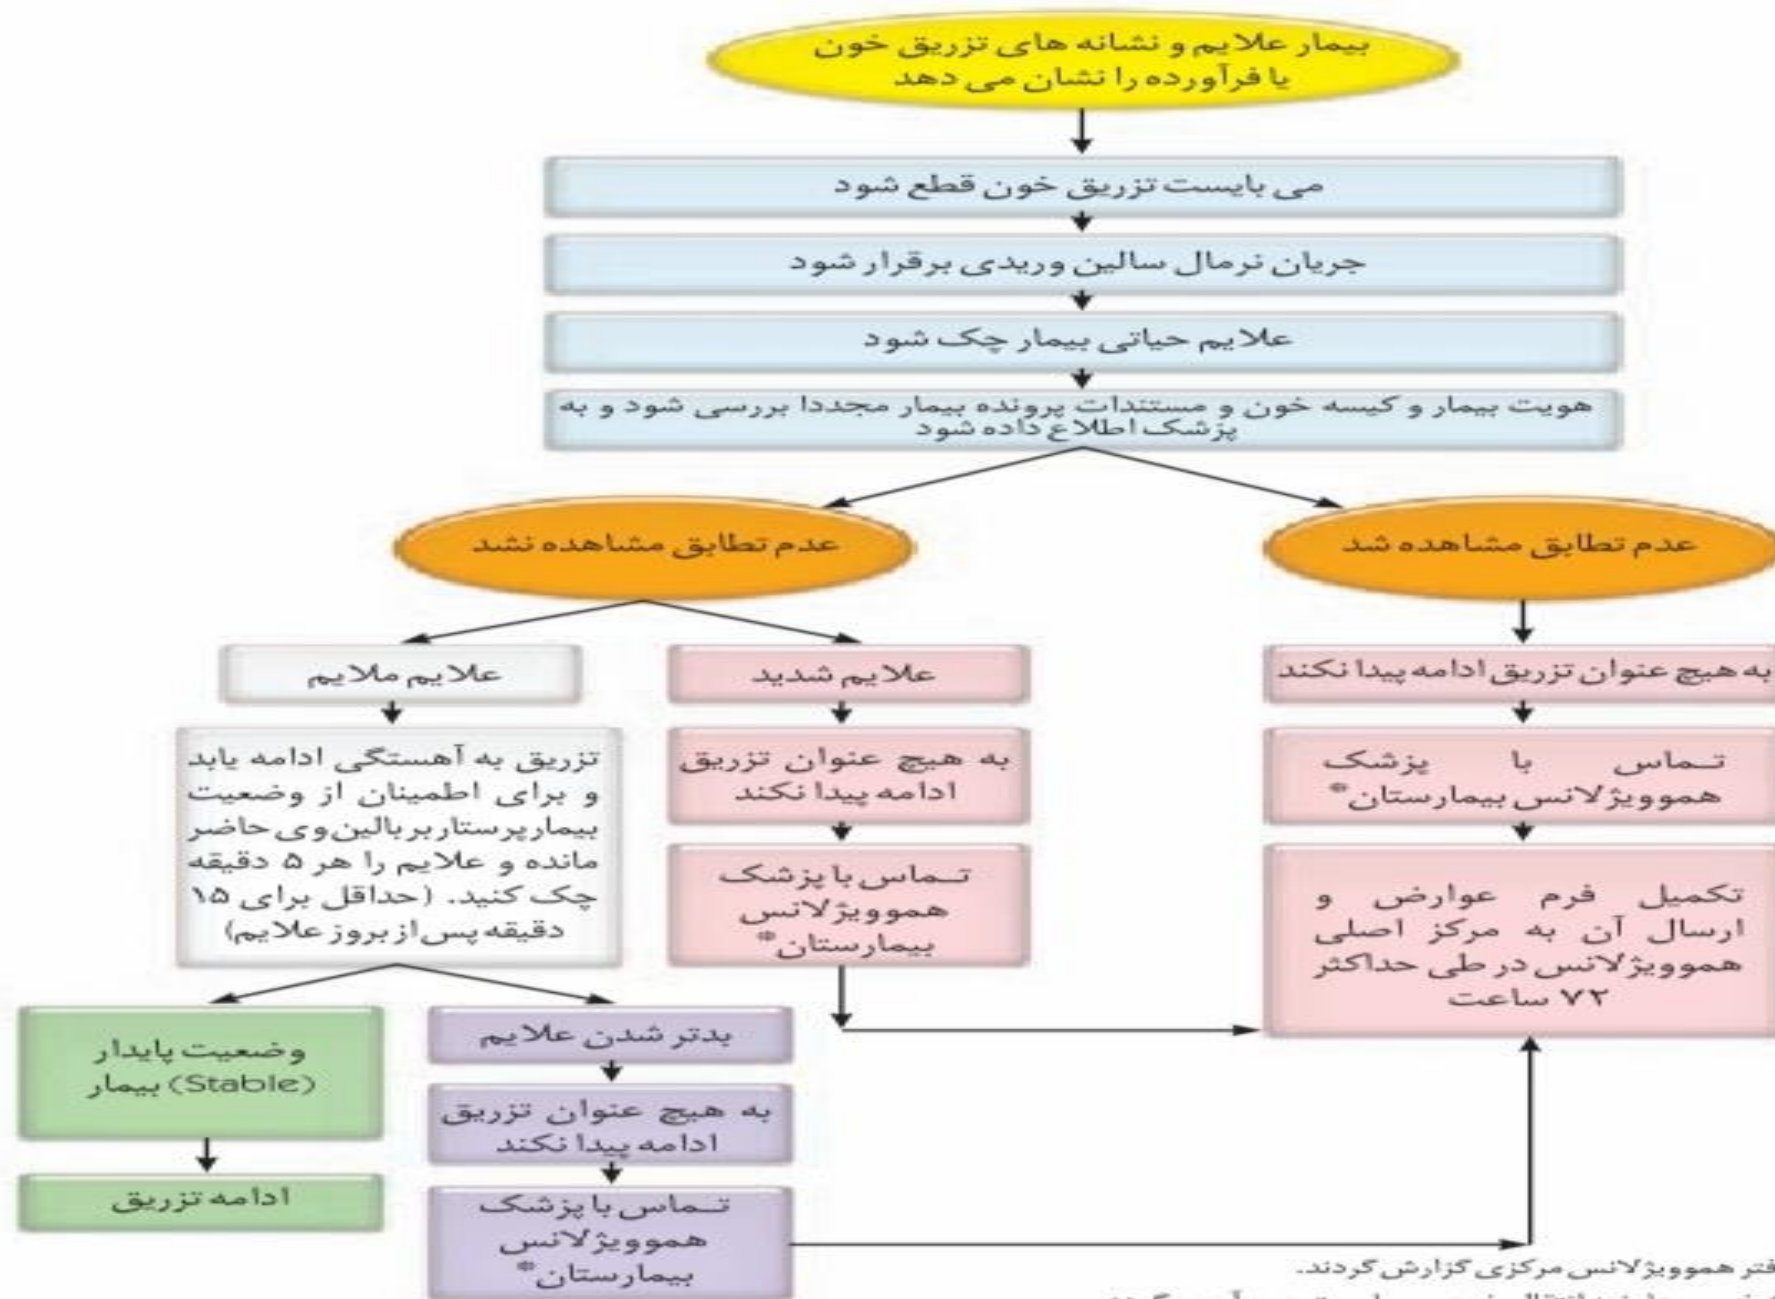 بیمار علایم و نشانه های تزریق خون
یا فرآورده را نشان می دهد
می بایست تزریق خون قطع شود
جریان نرمال سالین وریدی برقرار شود
علایم حیاتی بیمار چک شود
هویت بیمار و کیسه خون و مستندات پرونده بیمار مجددا بررسی شود و به
پزشک اطلاع داده شود
عدم تطابق مشاهده شد
به هیچ عنوان تزریق ادامه پیدا نکند
تـماس با پزشک
هموویژلانس بیمارستان*
تکمیل فرم عوارض و
ارسال آن به مرکز اصلی
هموویژلانس در طی حداکثر
۷۲ ساعت
عدم تطابق مشاهده نشد
علایم شدید
به هیچ عنوان تزریق
ادامه پیدا نکند
تـماس با پزشک
هموویژلانس
بیمارستان*
علایم ملایم
تزریق به آهستگی ادامه یابد
و برای اطمینان از وضعیت
بیمار پرستار بر بالین وی حاضر
مانده و علایم را هر ۵ دقیقه
چک کنید. (حداقل برای ۱۵
دقیقه پس از بروز علایم)
بدتر شدن علایم
به هیچ عنوان تزریق
ادامه پیدا نکند
تـماس با پزشک
هموویژلانس
بیمارستان*
وضعیت پایدار
(Stable) بیمار
ادامه تزریق
هموویژلانس مرکزی گزارش گردند.